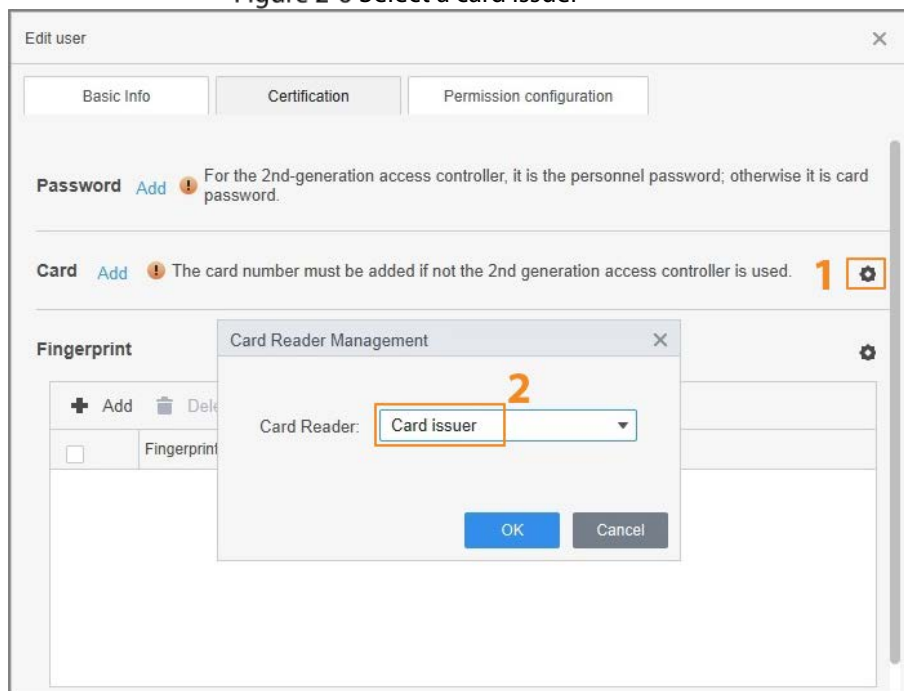 Select a card issuer
Edit user
Basic Info
Certification
Permission configuration
Password Add For the 2nd-generation access controller, it is the personnel password; otherwise it is card
password.
Card Add The card number must be added if not the 2nd generation access controller is used. 1
Fingerprint
Card Reader Management
Add
2
Card Reader: Card issuer
Fingerprint
OK Cancel